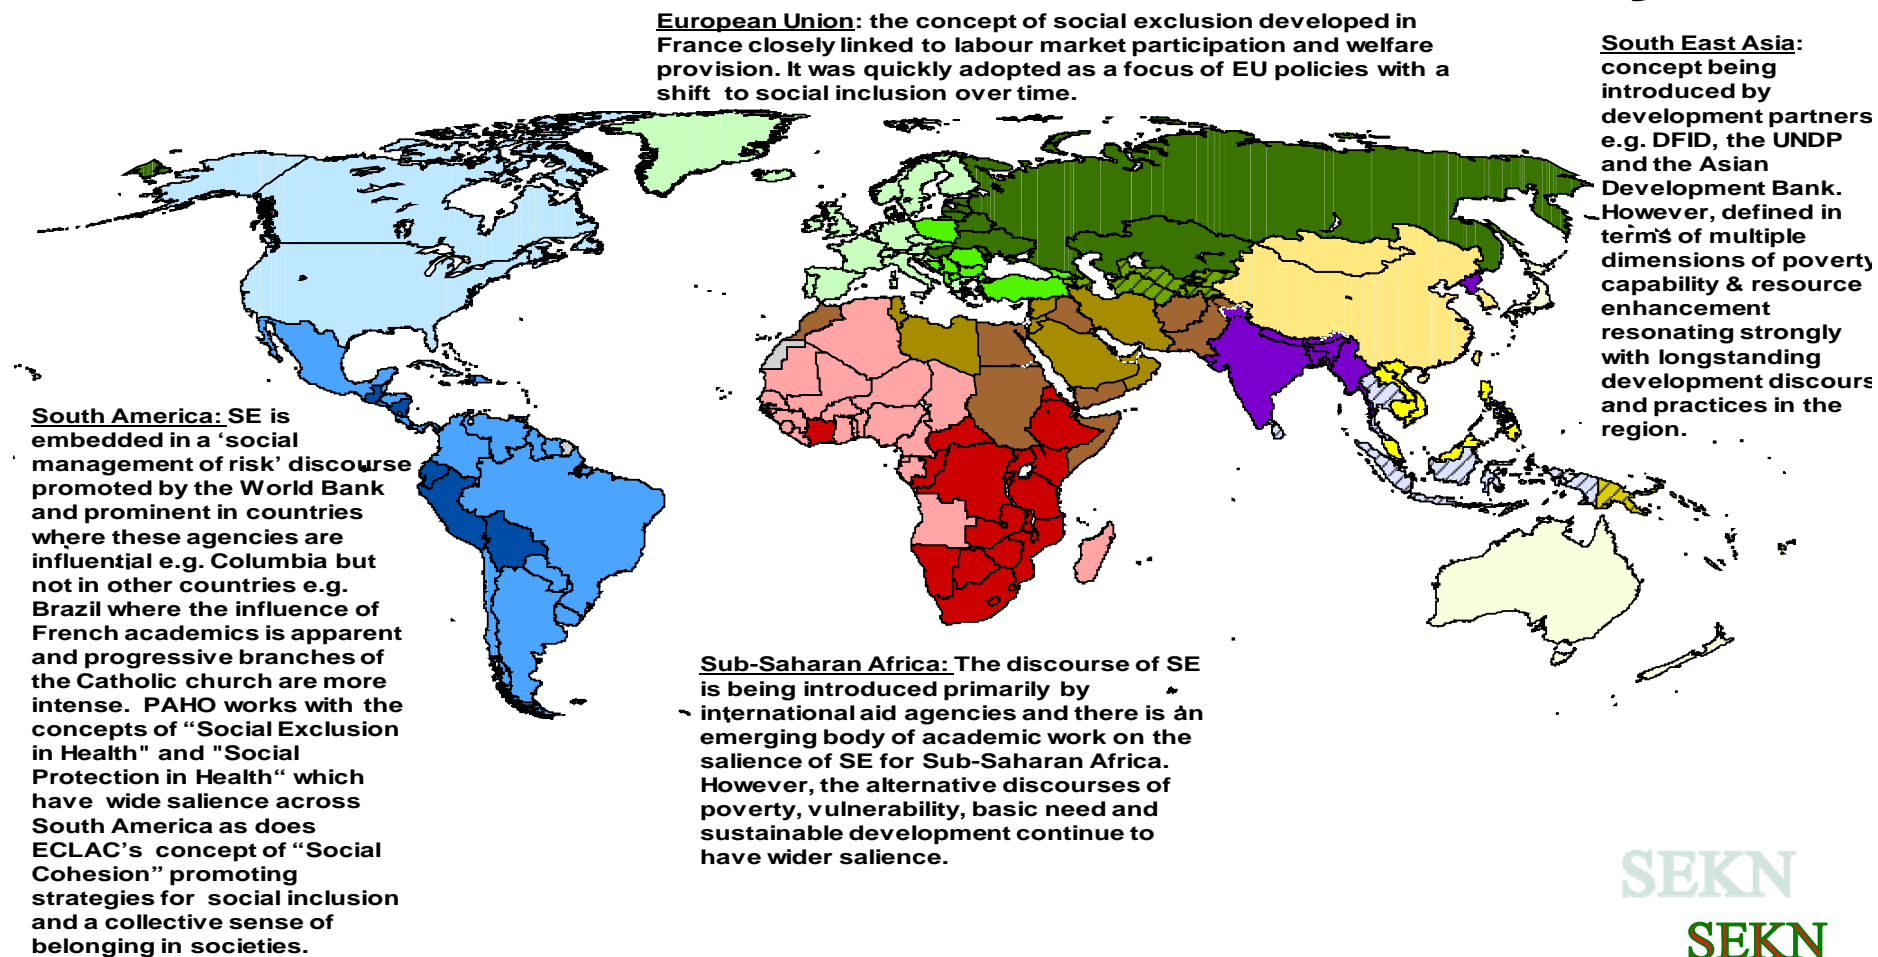 European Union: the concept of social exclusion developed in
France closely linked to labour market participation and welfare
provision. It was quickly adopted as a focus of EU policies with a
shift to social inclusion over time.
South East Asia:
concept being
introduced by
development partners
e.g. DFID, the UNDP
and the Asian
Development Bank.
However, defined in
terms of multiple
dimensions of poverty
capability & resource
enhancement
resonating strongly
with longstanding
development discours
and practices in the
region.
South America: SE is
embedded in a ‘social
management of risk’ discourse
promoted by the World Bank
and prominent in countries
where these agencies are
influential e.g. Columbia but
not in other countries e.g.
Brazil where the influence of
French academics is apparent
and progressive branches of
the Catholic church are more
intense. PAHO works with the
concepts of “Social Exclusion
in Health" and "Social
Protection in Health“ which
have wide salience across
South America as does
ECLAC’s concept of “Social
Cohesion” promoting
strategies for social inclusion
and a collective sense of
belonging in societies.
Sub-Saharan Africa: The discourse of SE
is being introduced primarily by
international aid agencies and there is an
emerging body of academic work on the
salience of SE for Sub-Saharan Africa.
However, the alternative discourses of
poverty, vulnerability, basic need and
sustainable development continue to
have wider salience.
SEKN
SEKN